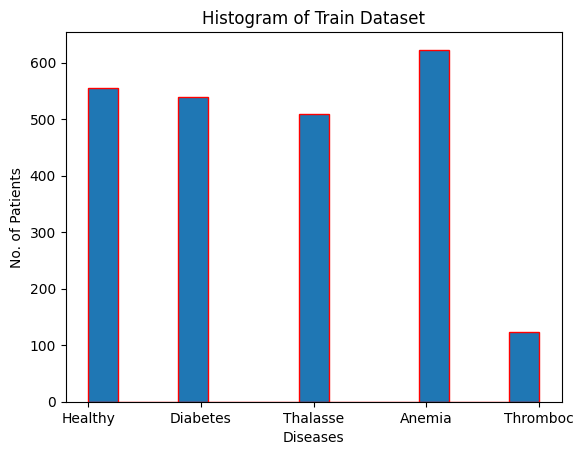 Histogram of Train Dataset
No. of Patients
600
500
400
300
200
100
0
Healthy Diabetes Thalasse Anemia Thromboc
Diseases